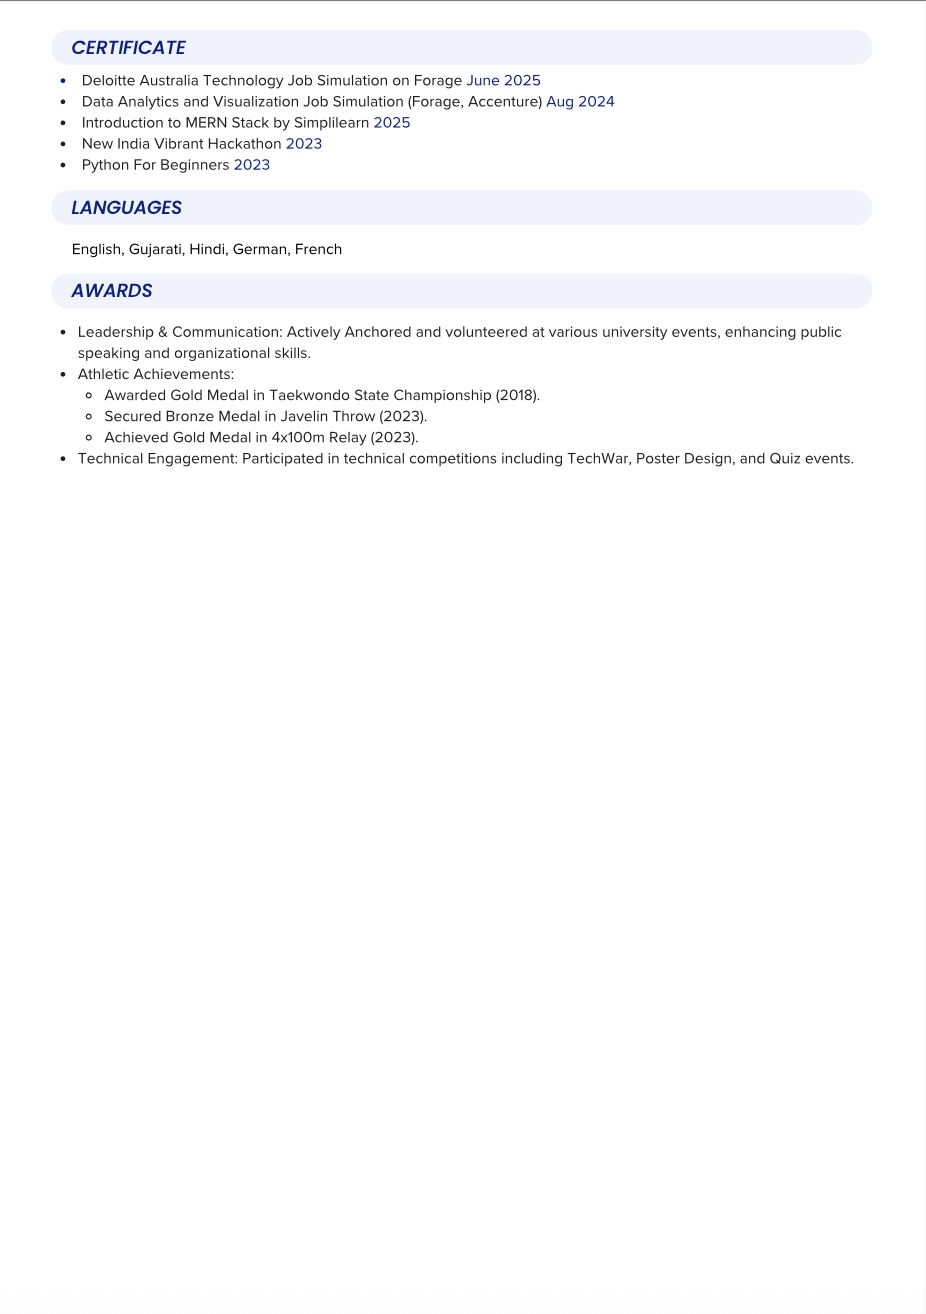 CERTIFICATE
• Deloitte Australia Technology Job Simulation on Forage June 2025
• Data Analytics and Visualization Job Simulation (Forage, Accenture) Aug 2024
• Introduction to MERN Stack by Simplilearn 2025
• New India Vibrant Hackathon 2023
• Python For Beginners 2023
LANGUAGES
English, Gujarati, Hindi, German, French
AWARDS
• Leadership & Communication: Actively Anchored and volunteered at various university events, enhancing public
speaking and organizational skills.
• Athletic Achievements:
◦ Awarded Gold Medal in Taekwondo State Championship (2018).
◦ Secured Bronze Medal in Javelin Throw (2023).
◦ Achieved Gold Medal in 4x100m Relay (2023).
• Technical Engagement: Participated in technical competitions including TechWar, Poster Design, and Quiz events.